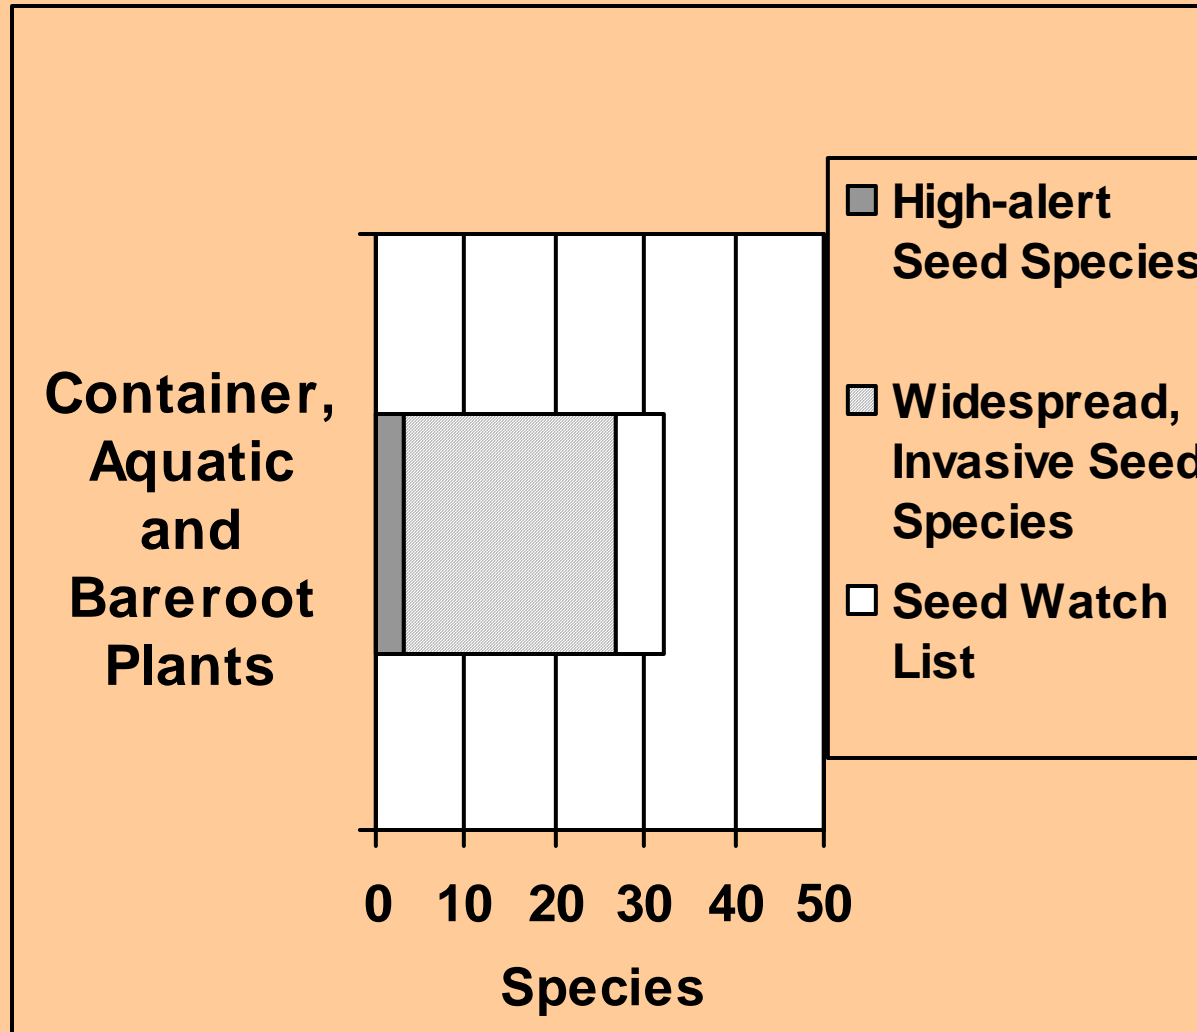 Container,
Aquatic
and
Bareroot
Plants
High-alert
Seed Species
Widespread,
Invasive Seed
Species
Seed Watch
List
0 10 20 30 40 50
Species